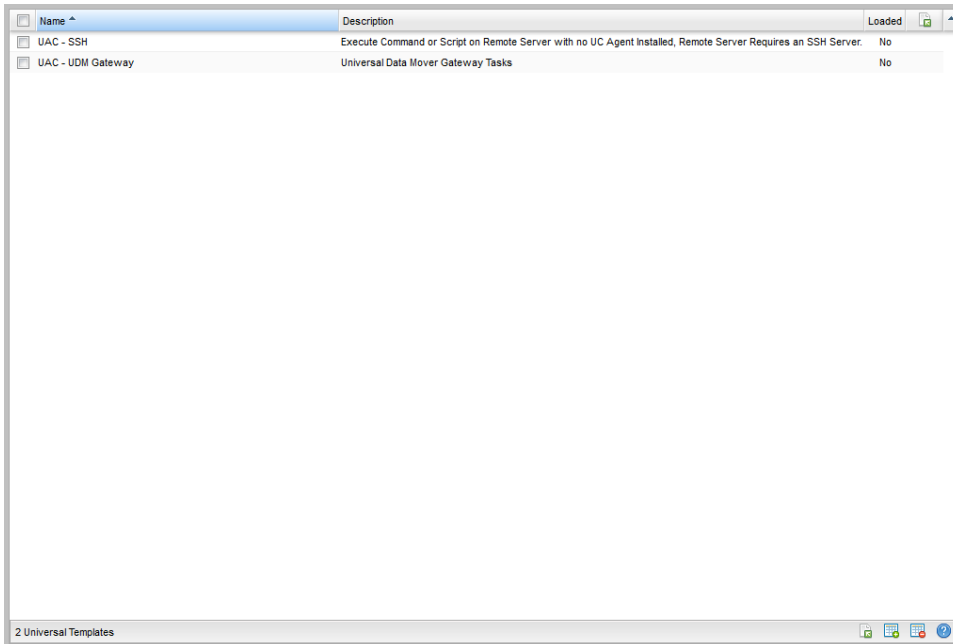 Name Description Loaded
UAC - SSH Execute Command or Script on Remote Server with no UC Agent Installed, Remote Server Requires an SSH Server. No
UAC - UDM Gateway Universal Data Mover Gateway Tasks No
2 Universal Templates